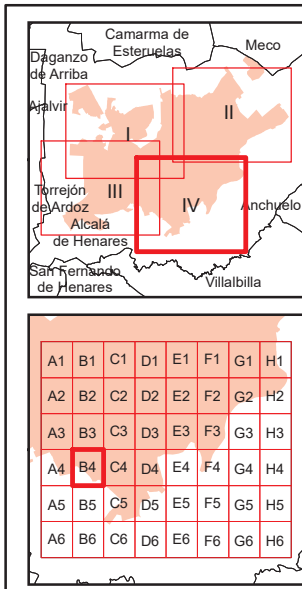 Camarma de
Esteruelas
Meco
Daganzo
de Arriba
Ajalvir
I
II
Torrejón
de Ardoz
III
IV
Anchuelo
Alcalá
de Henares
San Fernando
de Henares
Villalbilla
A1 B1 C1 D1 E1 F1 G1 H1
A2 B2 C2 D2 E2 F2 G2 H2
A3 B3 C3 D3 E3 F3 G3 H3
A4 B4 C4 D4 E4 F4 G4 H4
A5 B5 C5 D5 E5 F5 G5 H5
A6 B6 C6 D6 E6 F6 G6 H6